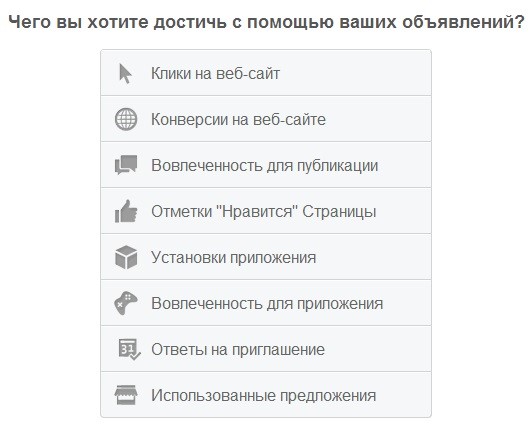 Чего вы хотите достичь с помощью ваших объявлений?
Клики на веб-сайт
Конверсии на веб-сайте
Вовлеченность для публикации
Отметки "Нравится" Страницы
Установки приложения
Вовлеченность для приложения
31
Ответы на приглашение
Использованные предложения